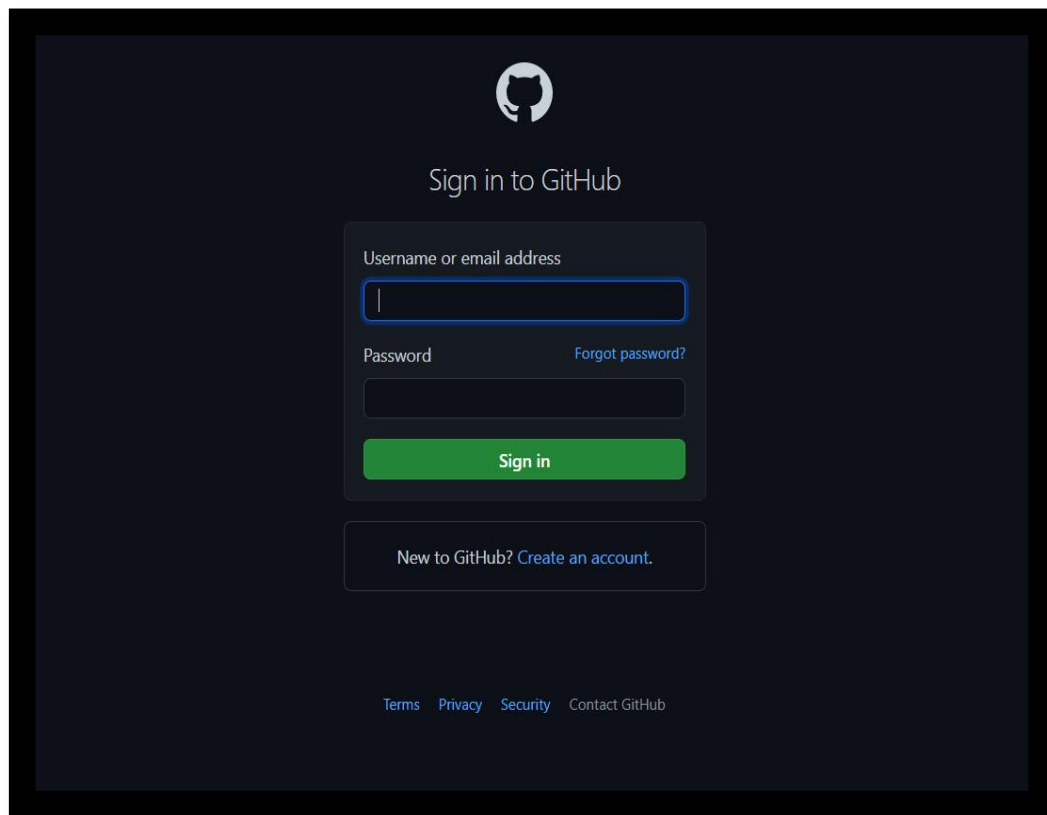 Sign in to GitHub
Username or email address
Password Forgot password?
Sign in
New to GitHub? Create an account.
Terms Privacy Security Contact GitHub